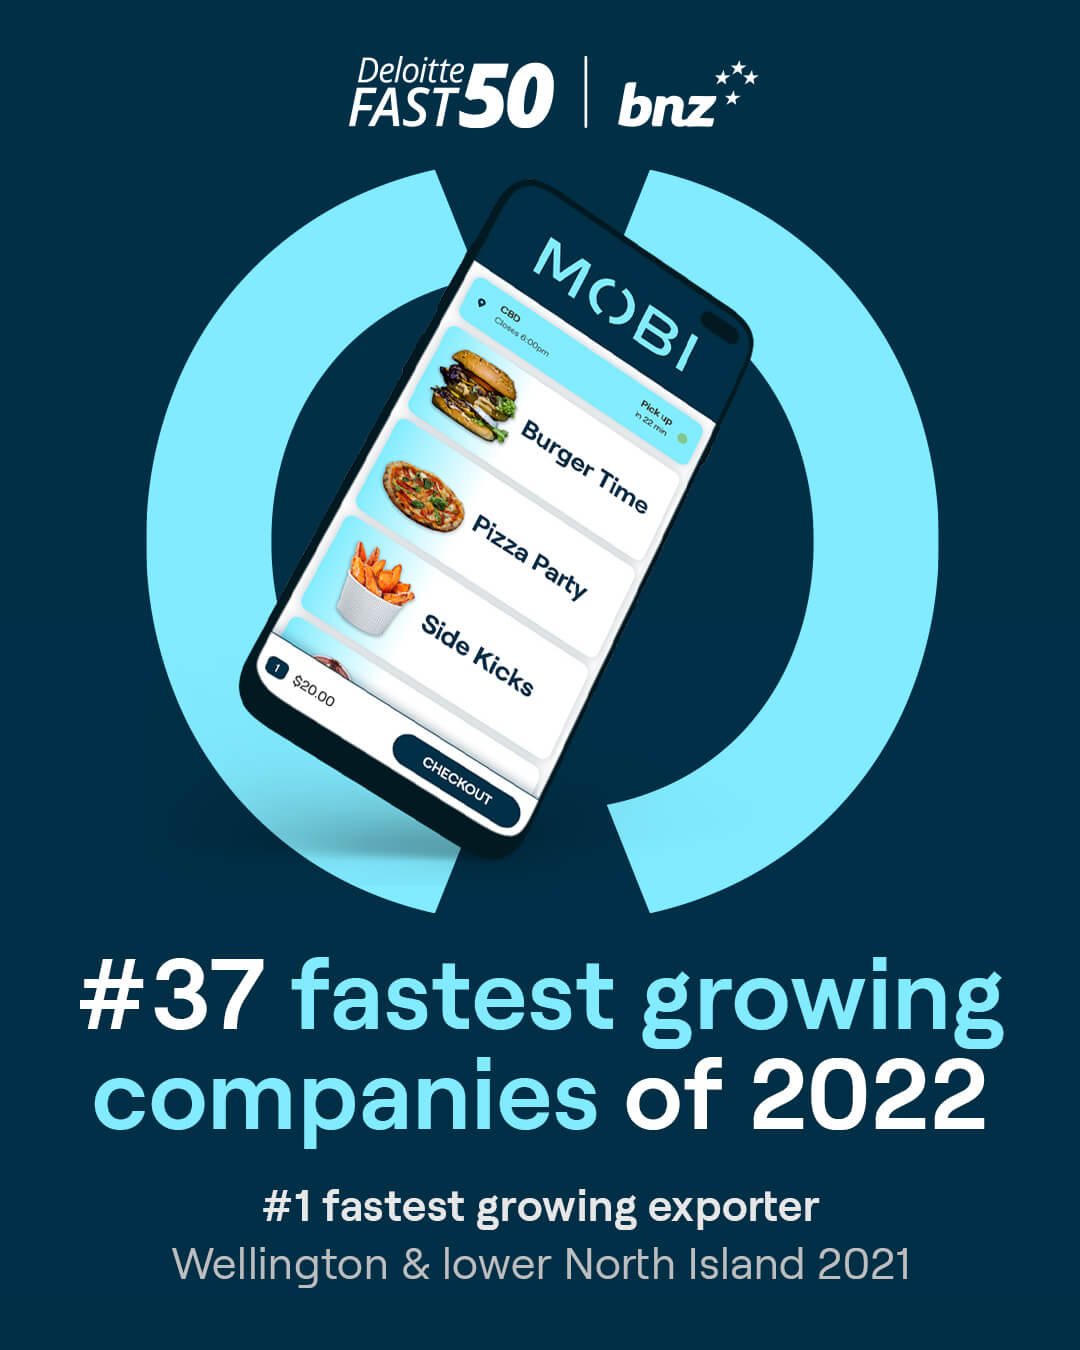 Deloitte
FAST50
bnz
MOBI
CBD
Closes 6:00pm
Pick up
in 22 min
Burger Time
Pizza Party
Side Kicks
1
$20.00
CHECKOUT
#37 fastest growing
companies of 2022
#1 fastest growing exporter
Wellington & lower North Island 2021